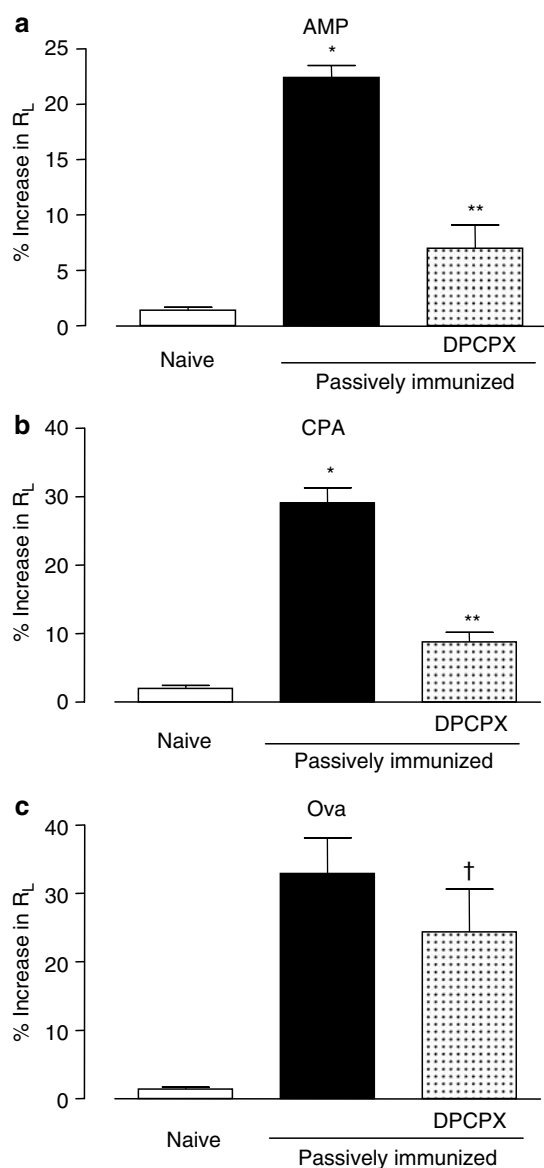 a
AMP
*
**
% Increase in RL
25
20
15
10
5
0
Naive
DPCPX
Passively immunized
b
CPA
*
**
% Increase in RL
40
30
20
10
0
Naive
DPCPX
Passively immunized
c
Ova
†
% Increase in RL
40
30
20
10
0
Naive
DPCPX
Passively immunized